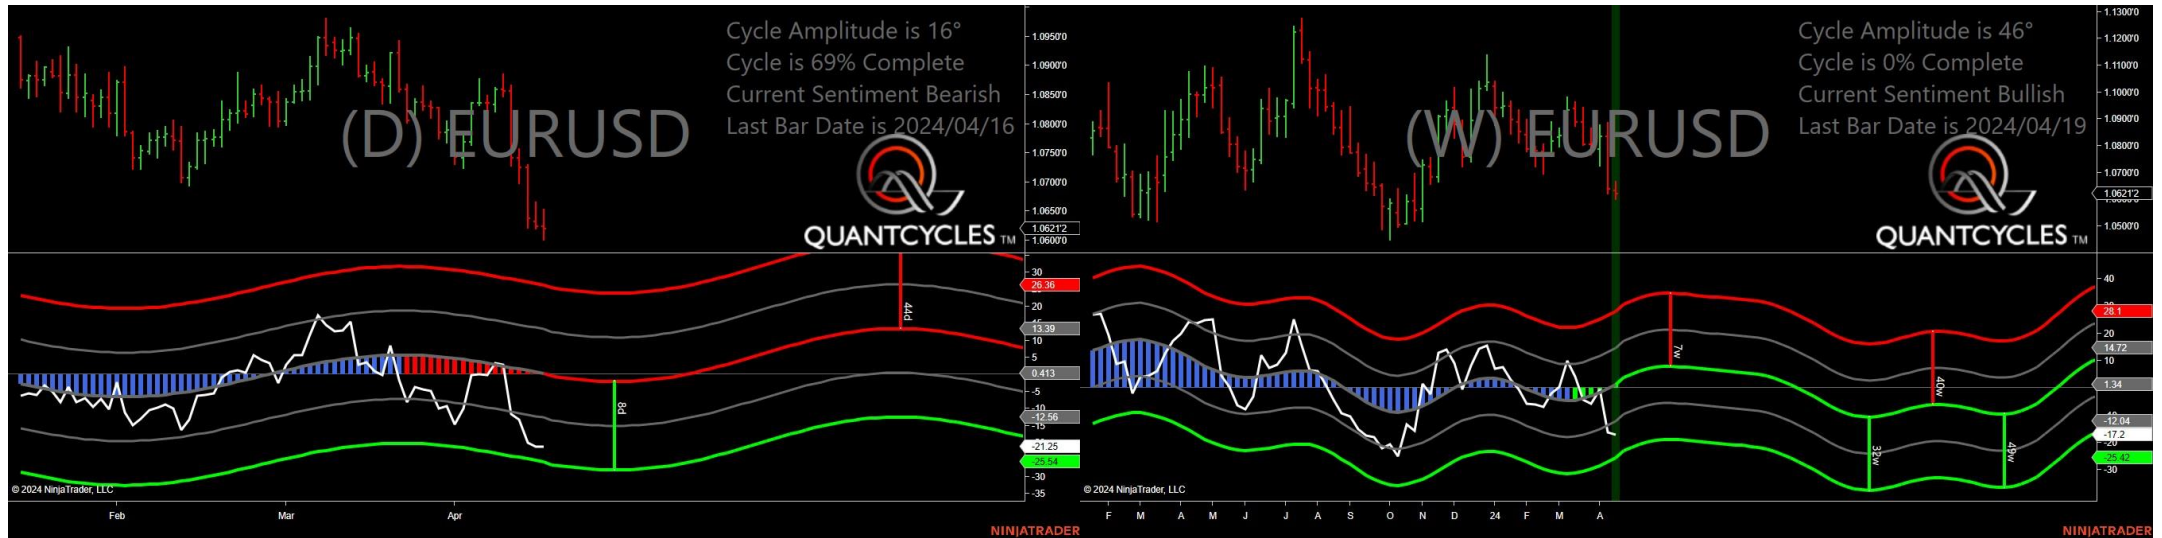 Cycle Amplitude is 16°
Cycle is 69% Complete
Current Sentiment Bearish
Last Bar Date is 2024/04/16
(D) EURUSD
QUANTCYCLES TM
1.0950'0
1.0900'0
1.0850'0
1.0800'0
1.0750'0
1.0700'0
1.0650'0
1.0621'2
1.0600'0
30
26.36
20
13.39
10
5
0.413
-5
-10
-12.56
-15
-21.25
-25.54
-30
-35
44d
8d
© 2024 NinjaTrader, LLC
Feb Mar Apr
NINJATRADER
Cycle Amplitude is 46°
Cycle is 0% Complete
Current Sentiment Bullish
Last Bar Date is 2024/04/19
(W) EURUSD
QUANTCYCLES TM
1.1300'0
1.1200'0
1.1100'0
1.1000'0
1.0900'0
1.0800'0
1.0700'0
1.0621'2
1.0500'0
40
28.1
20
14.72
10
1.34
-12.04
-17.2
-20
-25.42
-30
7w
40w
32w
49w
© 2024 NinjaTrader, LLC
F M A M J J A S O N D 24 F M A
NINJATRADER